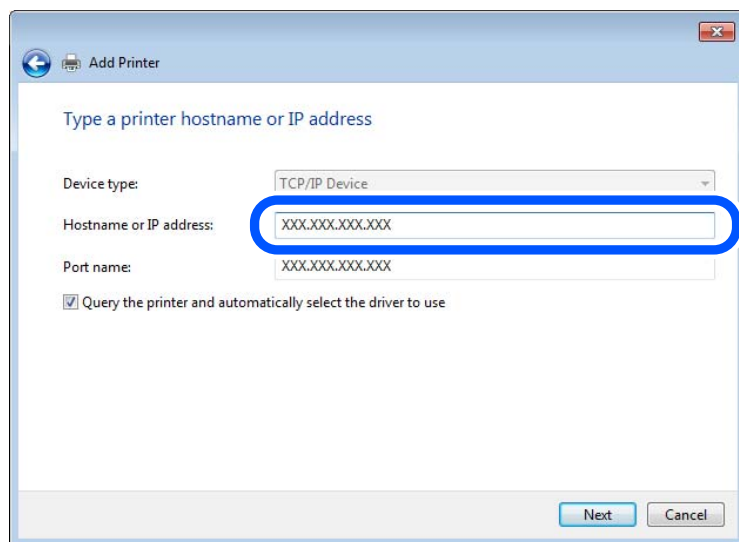 Add Printer
Type a printer hostname or IP address
Device type: TCP/IP Device
Hostname or IP address: XXX.XXX.XXX.XXX
Port name: XXX.XXX.XXX.XXX
Query the printer and automatically select the driver to use
Next Cancel